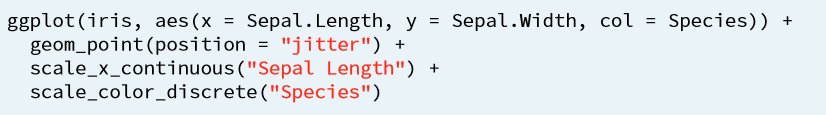 ggplot(iris, aes(x = Sepal.Length, y = Sepal.Width, col = Species)) +
  geom_point(position = "jitter") +
  scale_x_continuous("Sepal Length") +
  scale_color_discrete("Species")